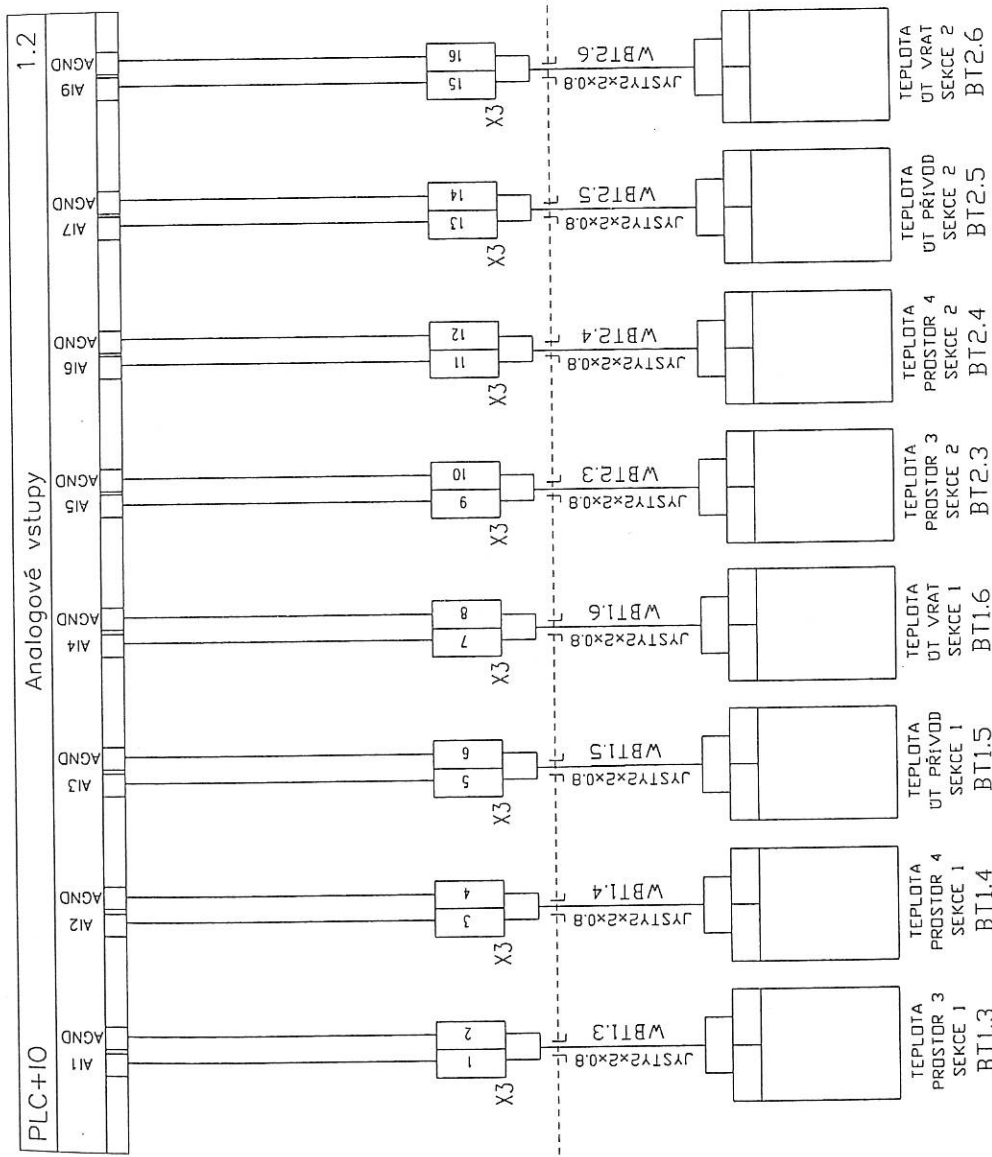 PLC+IO
Analogové vstupy
1.2
AI1 AGND
AI2 AGND
AI3 AGND
AI4 AGND
AI5 AGND
AI6 AGND
AI7 AGND
AI9 AGND
X3 1 2
X3 3 4
X3 5 6
X3 7 8
X3 9 10
X3 11 12
X3 13 14
X3 15 16
JYSTY2x2x0.8 WBT1.3
JYSTY2x2x0.8 WBT1.4
JYSTY2x2x0.8 WBT1.5
JYSTY2x2x0.8 WBT1.6
JYSTY2x2x0.8 WBT2.3
JYSTY2x2x0.8 WBT2.4
JYSTY2x2x0.8 WBT2.5
JYSTY2x2x0.8 WBT2.6
TEPLOTA
PROSTOR 3
SEKCE 1
BT1.3
TEPLOTA
PROSTOR 4
SEKCE 1
BT1.4
TEPLOTA
ÚT PŘÍVOD
SEKCE 1
BT1.5
TEPLOTA
ÚT VRAT
SEKCE 1
BT1.6
TEPLOTA
PROSTOR 3
SEKCE 2
BT2.3
TEPLOTA
PROSTOR 4
SEKCE 2
BT2.4
TEPLOTA
ÚT PŘÍVOD
SEKCE 2
BT2.5
TEPLOTA
ÚT VRAT
SEKCE 2
BT2.6